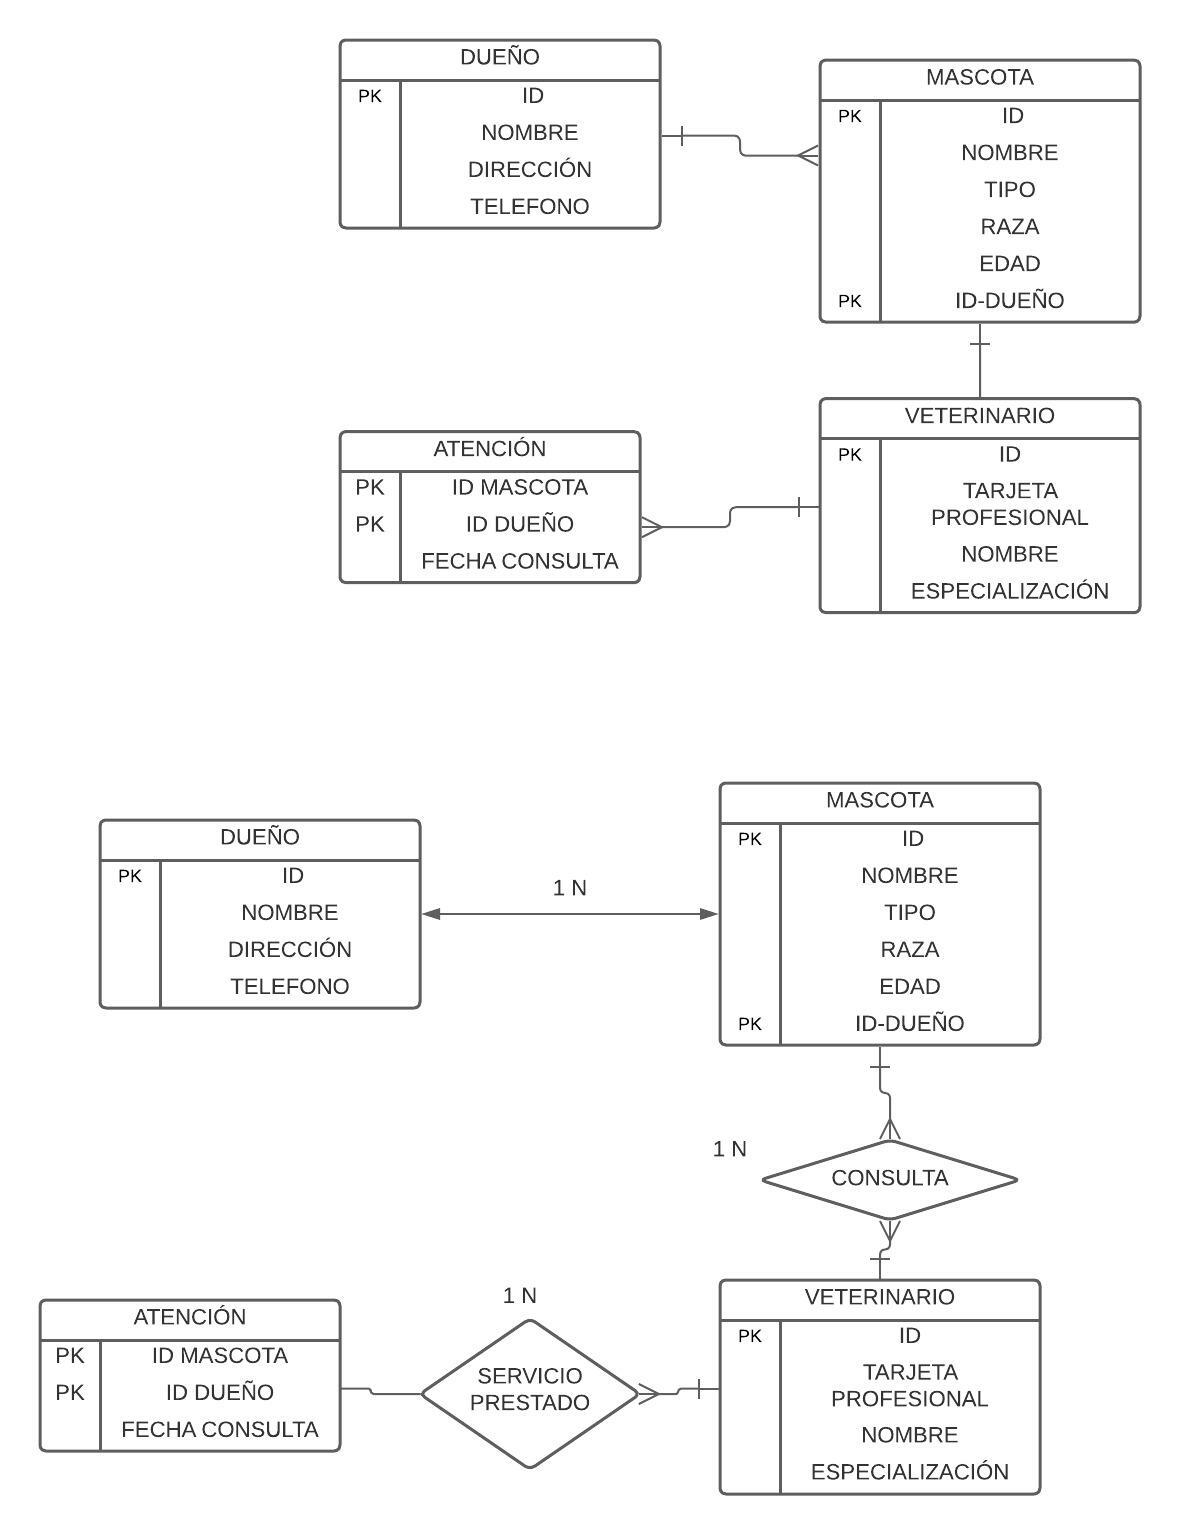 DUEÑO
PK ID
NOMBRE
DIRECCIÓN
TELEFONO
MASCOTA
PK ID
NOMBRE
TIPO
RAZA
EDAD
PK ID-DUEÑO
ATENCIÓN
PK ID MASCOTA
PK ID DUEÑO
FECHA CONSULTA
VETERINARIO
PK ID
TARJETA
PROFESIONAL
NOMBRE
ESPECIALIZACIÓN
DUEÑO
PK ID
NOMBRE
DIRECCIÓN
TELEFONO
1 N
MASCOTA
PK ID
NOMBRE
TIPO
RAZA
EDAD
PK ID-DUEÑO
1 N
CONSULTA
ATENCIÓN
PK ID MASCOTA
PK ID DUEÑO
FECHA CONSULTA
1 N
SERVICIO
PRESTADO
VETERINARIO
PK ID
TARJETA
PROFESIONAL
NOMBRE
ESPECIALIZACIÓN